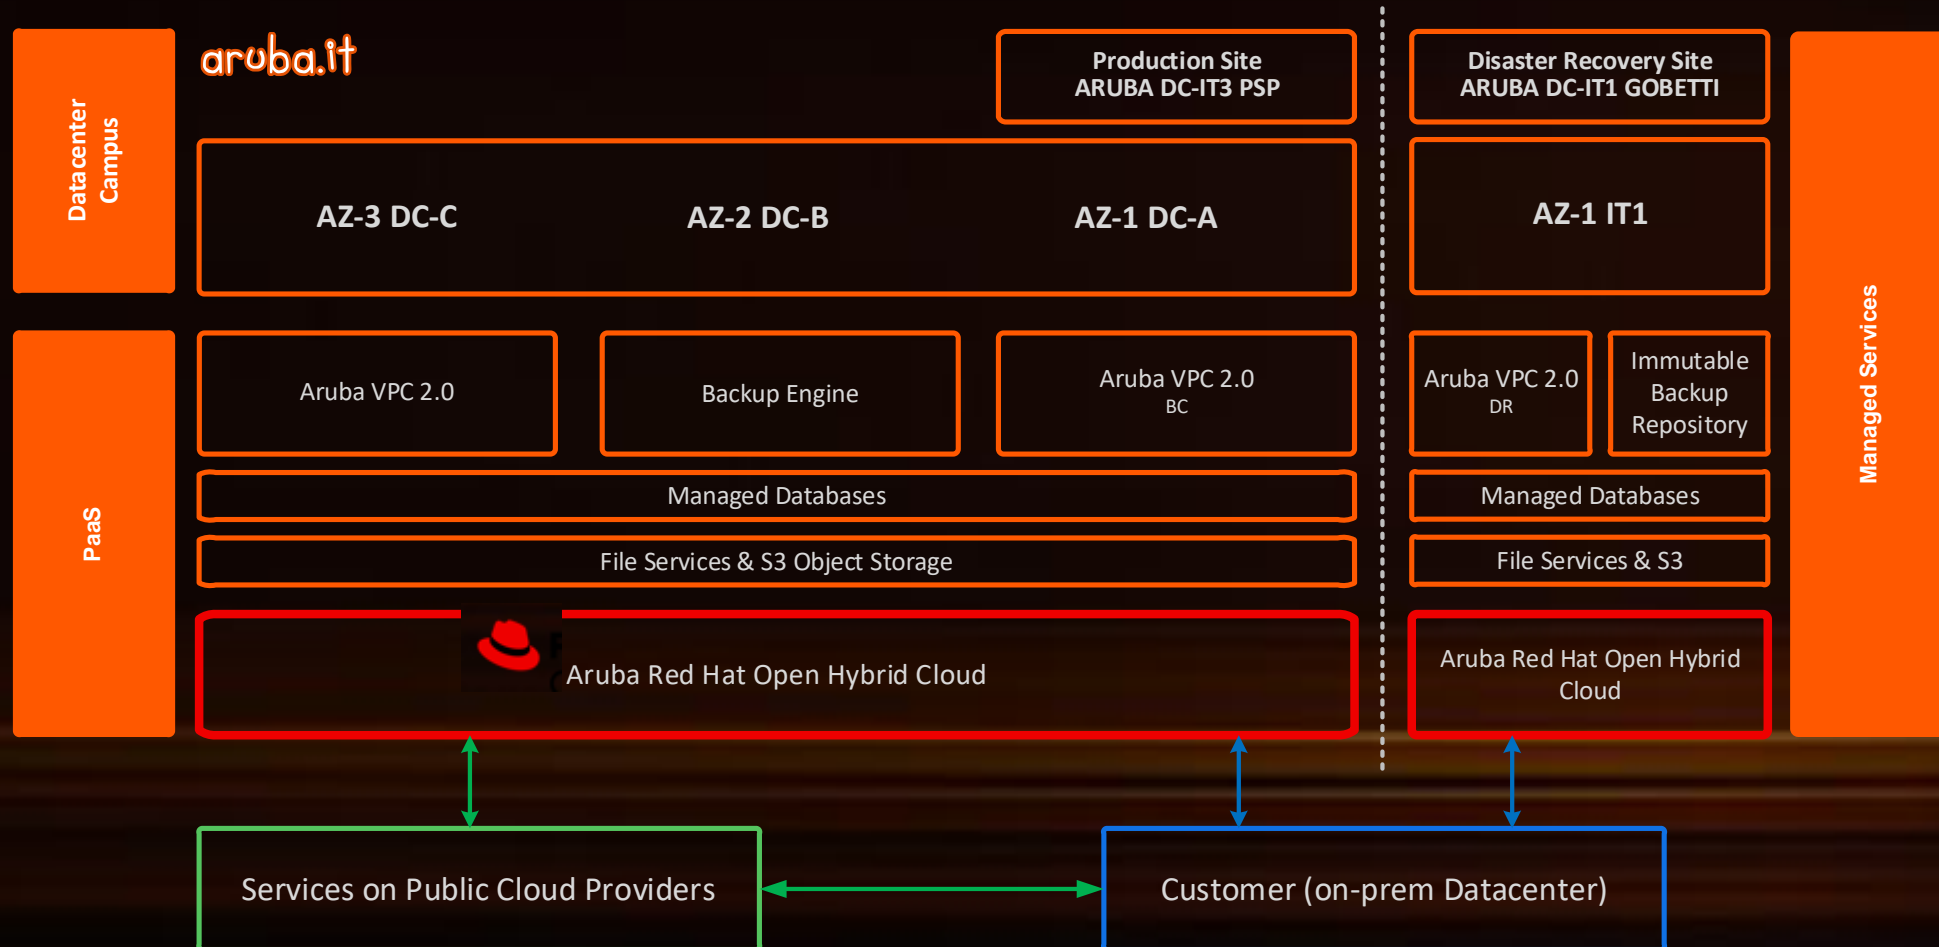 aruba.it
Production Site
ARUBA DC-IT3 PSP
Disaster Recovery Site
ARUBA DC-IT1 GOBETTI
Datacenter
Campus
AZ-3 DC-C
AZ-2 DC-B
AZ-1 DC-A
AZ-1 IT1
Managed Services
PaaS
Aruba VPC 2.0
Backup Engine
Aruba VPC 2.0
BC
Aruba VPC 2.0
DR
Immutable
Backup
Repository
Managed Databases
Managed Databases
File Services & S3 Object Storage
File Services & S3
Aruba Red Hat Open Hybrid Cloud
Aruba Red Hat Open Hybrid
Cloud
Services on Public Cloud Providers
Customer (on-prem Datacenter)